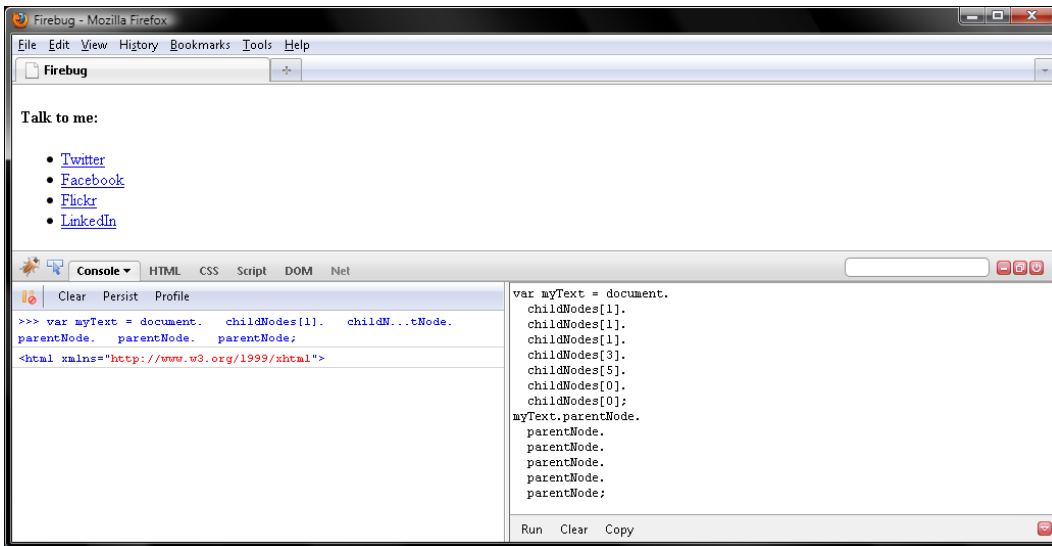 Firebug - Mozilla Firefox
File Edit View History Bookmarks Tools Help
Firebug
Talk to me:
• Twitter
• Facebook
• Flickr
• LinkedIn
Console HTML CSS Script DOM Net
Clear Persist Profile
>>> var myText = document. childNodes[1]. childN...tNode.
parentNode. parentNode. parentNode;
<html xmlns="http://www.w3.org/1999/xhtml">
var myText = document.
childNodes[1].
childNodes[1].
childNodes[1].
childNodes[3].
childNodes[5].
childNodes[0].
childNodes[0];
myText.parentNode.
parentNode.
parentNode.
parentNode.
parentNode.
parentNode;
Run Clear Copy